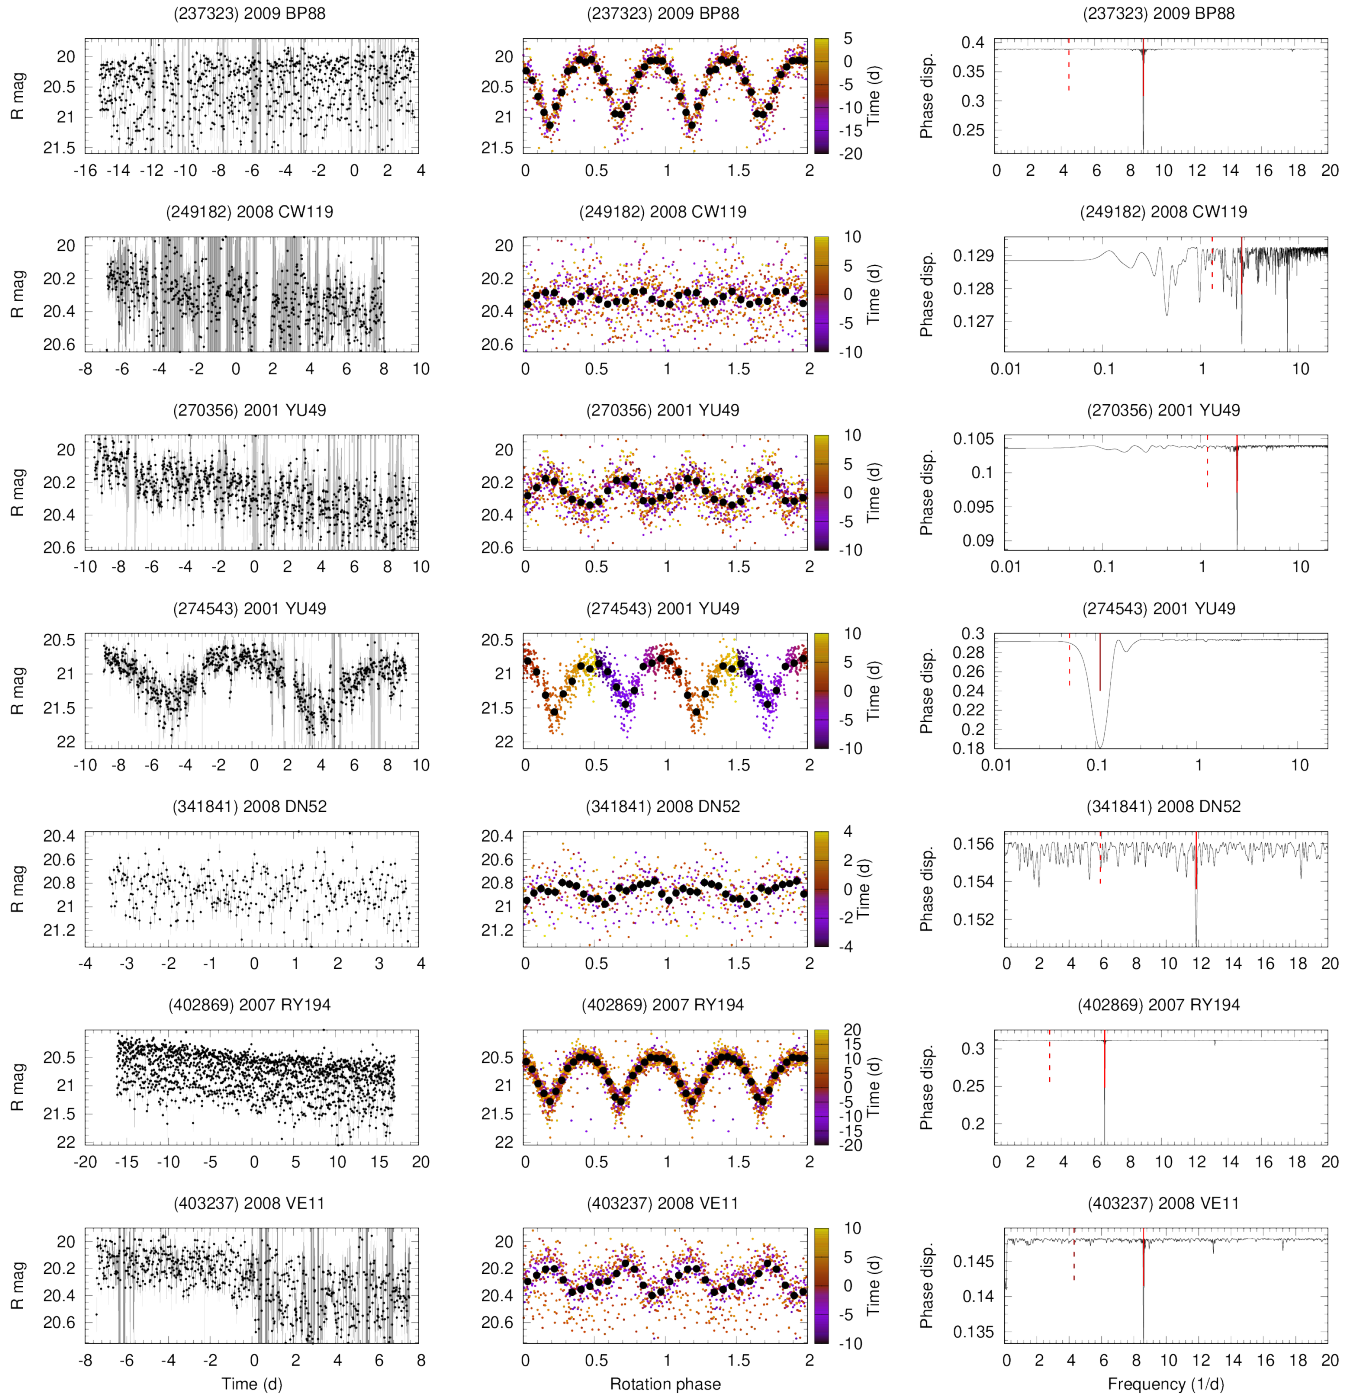 (237323) 2009 BP88 (237323) 2009 BP88 (237323) 2009 BP88
R mag 20 20.5 21 21.5 -16 -14 -12 -10 -8 -6 -4 -2 0 2 4
20 20.5 21 21.5 0 0.5 1 1.5 2 5 0 -5 -10 -15 -20 Time (d)
Phase disp. 0.4 0.35 0.3 0.25 0 2 4 6 8 10 12 14 16 18 20
(249182) 2008 CW119 (249182) 2008 CW119 (249182) 2008 CW119
R mag 20 20.2 20.4 20.6 -8 -6 -4 -2 0 2 4 6 8 10
20 20.2 20.4 20.6 0 0.5 1 1.5 2 10 5 0 -5 -10 Time (d)
Phase disp. 0.129 0.128 0.127 0.01 0.1 1 10
(270356) 2001 YU49 (270356) 2001 YU49 (270356) 2001 YU49
R mag 20 20.2 20.4 20.6 -10 -8 -6 -4 -2 0 2 4 6 8 10
20 20.2 20.4 20.6 0 0.5 1 1.5 2 10 5 0 -5 -10 Time (d)
Phase disp. 0.105 0.1 0.095 0.09 0.01 0.1 1 10
(274543) 2001 YU49 (274543) 2001 YU49 (274543) 2001 YU49
R mag 20.5 21 21.5 22 -10 -8 -6 -4 -2 0 2 4 6 8 10
20.5 21 21.5 22 0 0.5 1 1.5 2 10 5 0 -5 -10 Time (d)
Phase disp. 0.3 0.28 0.26 0.24 0.22 0.2 0.18 0.01 0.1 1 10
(341841) 2008 DN52 (341841) 2008 DN52 (341841) 2008 DN52
R mag 20.4 20.6 20.8 21 21.2 -4 -3 -2 -1 0 1 2 3 4
20.4 20.6 20.8 21 21.2 0 0.5 1 1.5 2 4 2 0 -2 -4 Time (d)
Phase disp. 0.156 0.154 0.152 0 2 4 6 8 10 12 14 16 18 20
(402869) 2007 RY194 (402869) 2007 RY194 (402869) 2007 RY194
R mag 20.5 21 21.5 22 -20 -15 -10 -5 0 5 10 15 20
20.5 21 21.5 22 0 0.5 1 1.5 2 20 15 10 5 0 -5 -10 -15 -20 Time (d)
Phase disp. 0.3 0.25 0.2 0 2 4 6 8 10 12 14 16 18 20
(403237) 2008 VE11 (403237) 2008 VE11 (403237) 2008 VE11
R mag 20 20.2 20.4 20.6 -8 -6 -4 -2 0 2 4 6 8
20 20.2 20.4 20.6 0 0.5 1 1.5 2 10 5 0 -5 -10 Time (d)
Phase disp. 0.145 0.14 0.135 0 2 4 6 8 10 12 14 16 18 20
Time (d) Rotation phase Frequency (1/d)